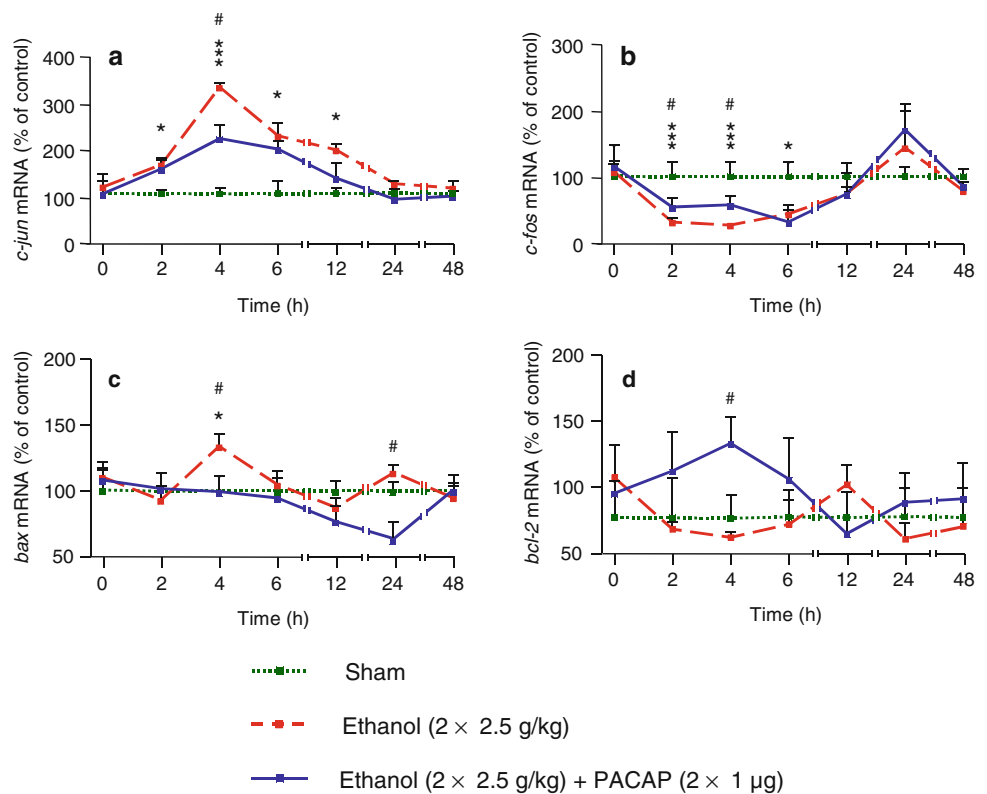 a
c-jun mRNA (% of control)
400
300
200
100
0
*
#
***
*
*
0 2 4 6 12 24 48
Time (h)
b
c-fos mRNA (% of control)
300
200
100
0
#
***
#
***
*
0 2 4 6 12 24 48
Time (h)
c
bax mRNA (% of control)
200
150
100
50
#
*
#
0 2 4 6 12 24 48
Time (h)
d
bcl-2 mRNA (% of control)
200
150
100
50
#
0 2 4 6 12 24 48
Time (h)
Sham
Ethanol (2 × 2.5 g/kg)
Ethanol (2 × 2.5 g/kg) + PACAP (2 × 1 µg)